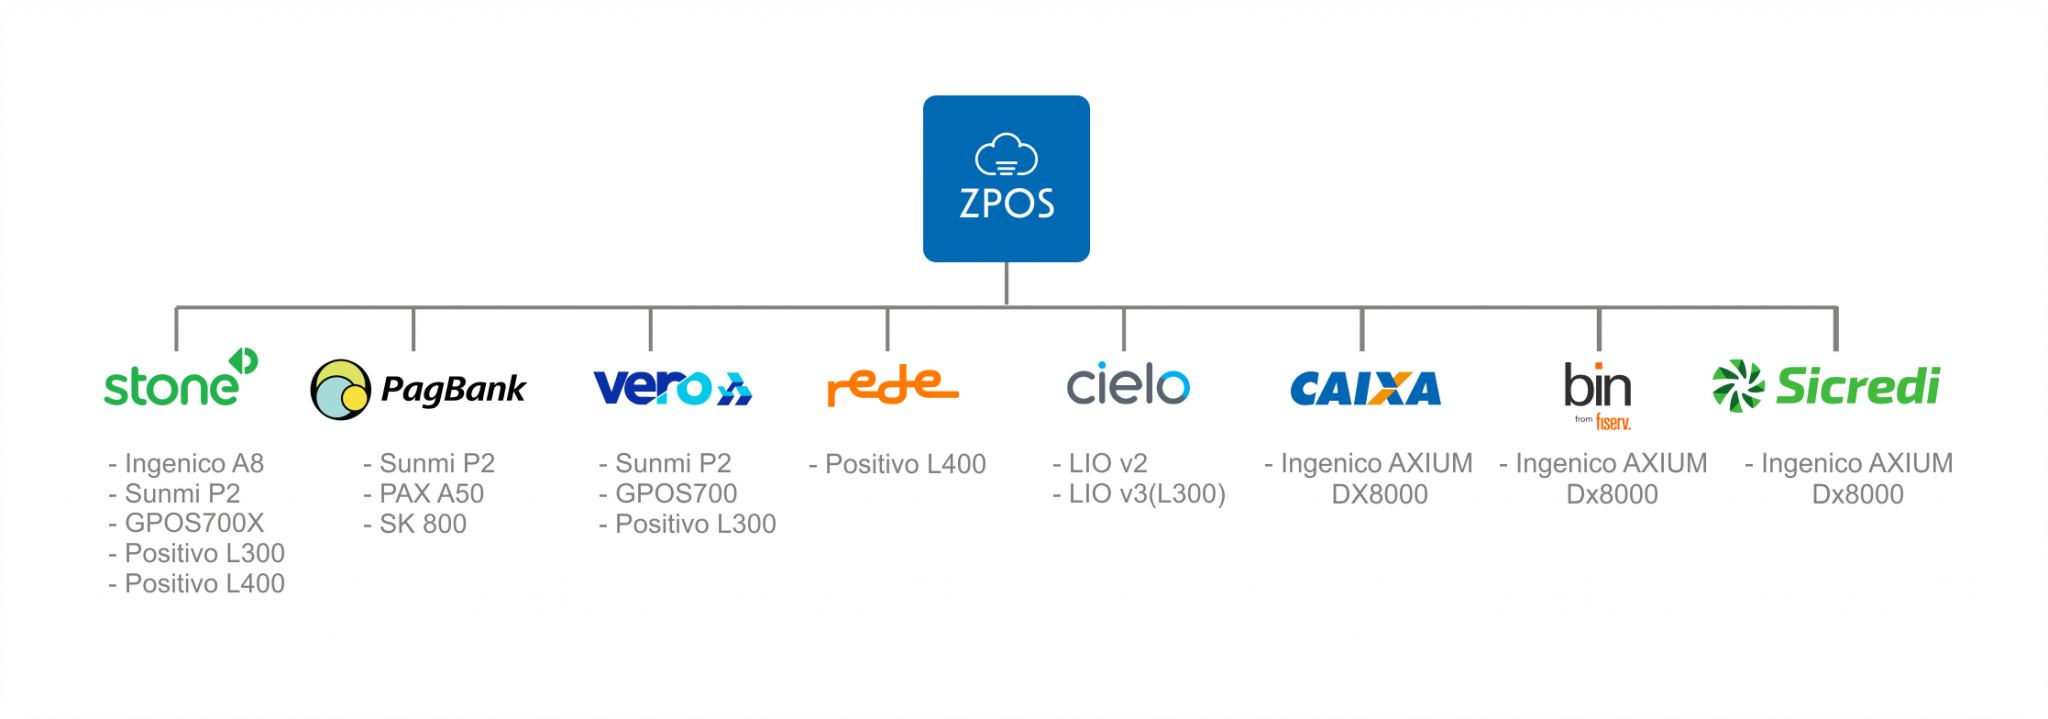 ZPOS
stone
PagBank
vero
rede
cielo
CAIXA
bin
from fiserv.
Sicredi
- Ingenico A8
- Sunmi P2
- GPOS700X
- Positivo L300
- Positivo L400
- Sunmi P2
- PAX A50
- SK 800
- Sunmi P2
- GPOS700
- Positivo L300
- Positivo L400
- LIO v2
- LIO v3(L300)
- Ingenico AXIUM
DX8000
- Ingenico AXIUM
Dx8000
- Ingenico AXIUM
Dx8000